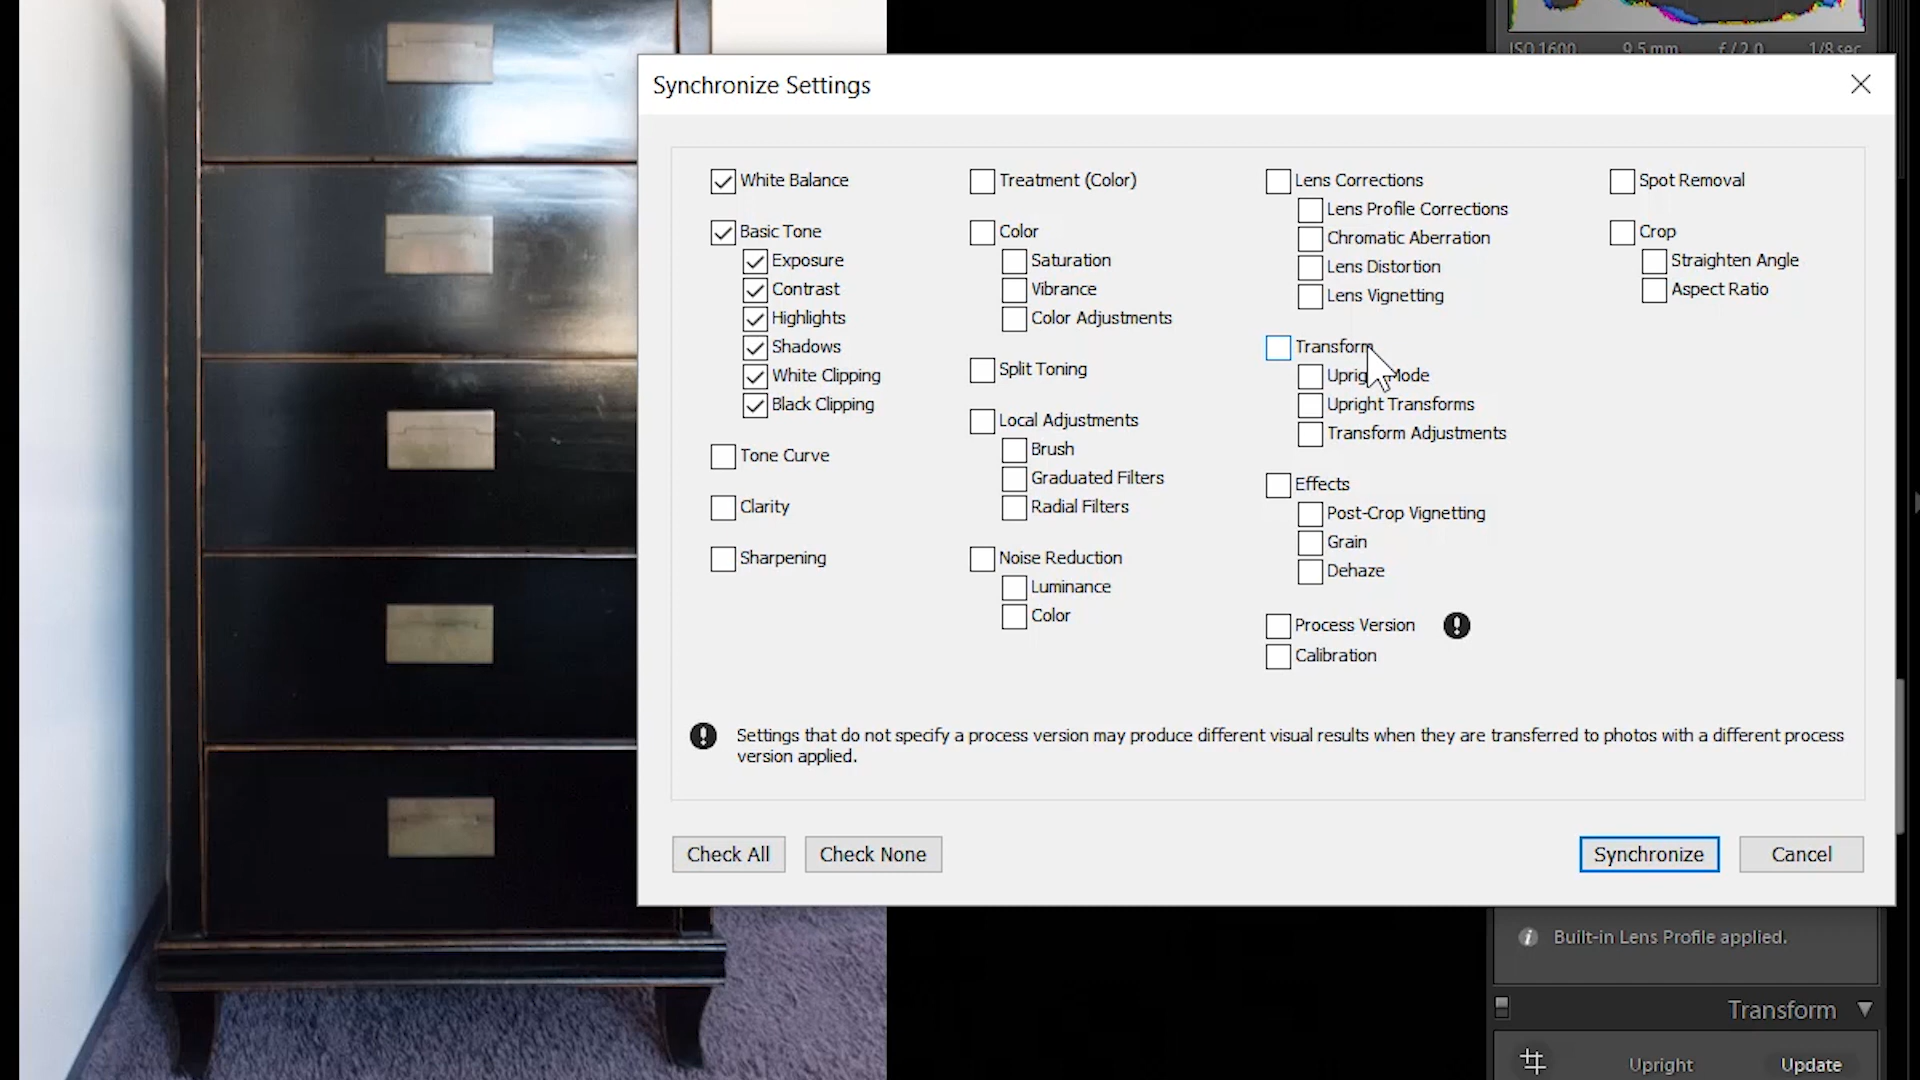 ISO 1600 9.5 mm f / 2.0 1/8 sec
Synchronize Settings
White Balance
Basic Tone
Exposure
Contrast
Highlights
Shadows
White Clipping
Black Clipping
Tone Curve
Clarity
Sharpening
Treatment (Color)
Color
Saturation
Vibrance
Color Adjustments
Split Toning
Local Adjustments
Brush
Graduated Filters
Radial Filters
Noise Reduction
Luminance
Color
Lens Corrections
Lens Profile Corrections
Chromatic Aberration
Lens Distortion
Lens Vignetting
Transform
Upright Mode
Upright Transforms
Transform Adjustments
Effects
Post-Crop Vignetting
Grain
Dehaze
Process Version
Calibration
Spot Removal
Crop
Straighten Angle
Aspect Ratio
Settings that do not specify a process version may produce different visual results when they are transferred to photos with a different process
version applied.
Check All
Check None
Synchronize
Cancel
Built-in Lens Profile applied.
Transform
Upright Update